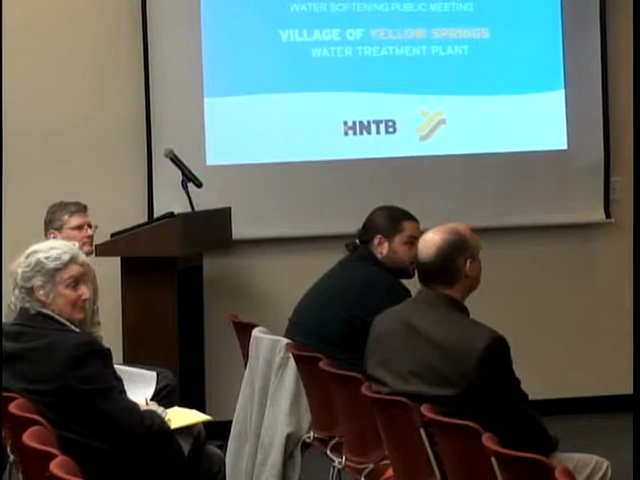 WATER SOFTENING PUBLIC MEETING
VILLAGE OF YELLOW SPRINGS
WATER TREATMENT PLANT
HNTB